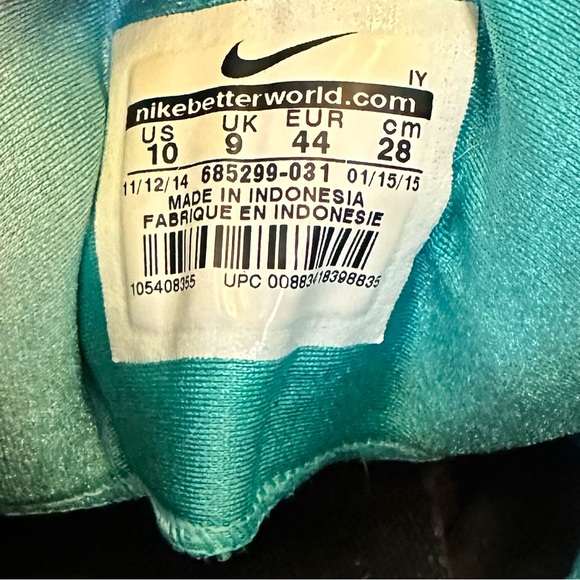 IY
nikebetterworld.com
US UK EUR cm
10 9 44 28
11/12/14 685299-031 01/15/15
MADE IN INDONESIA
FABRIQUE EN INDONESIE
105408355 UPC 00883418398835